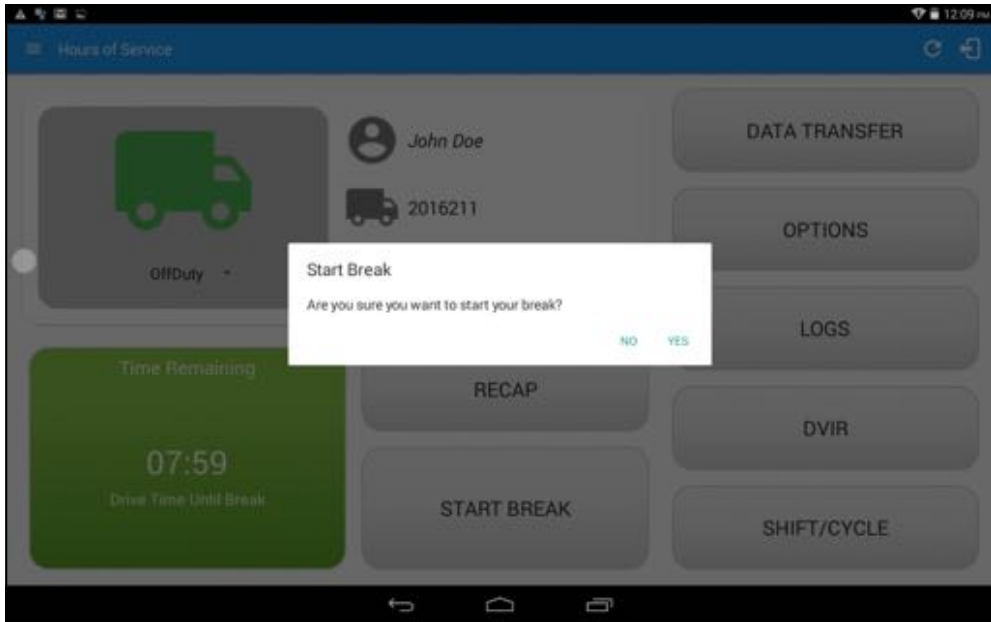 12:09 PM
Hours of Service
John Doe
2016211
OffDuty
DATA TRANSFER
OPTIONS
LOGS
DVIR
SHIFT/CYCLE
Start Break
Are you sure you want to start your break?
NO YES
Time Remaining
07:59
Drive Time Until Break
RECAP
START BREAK